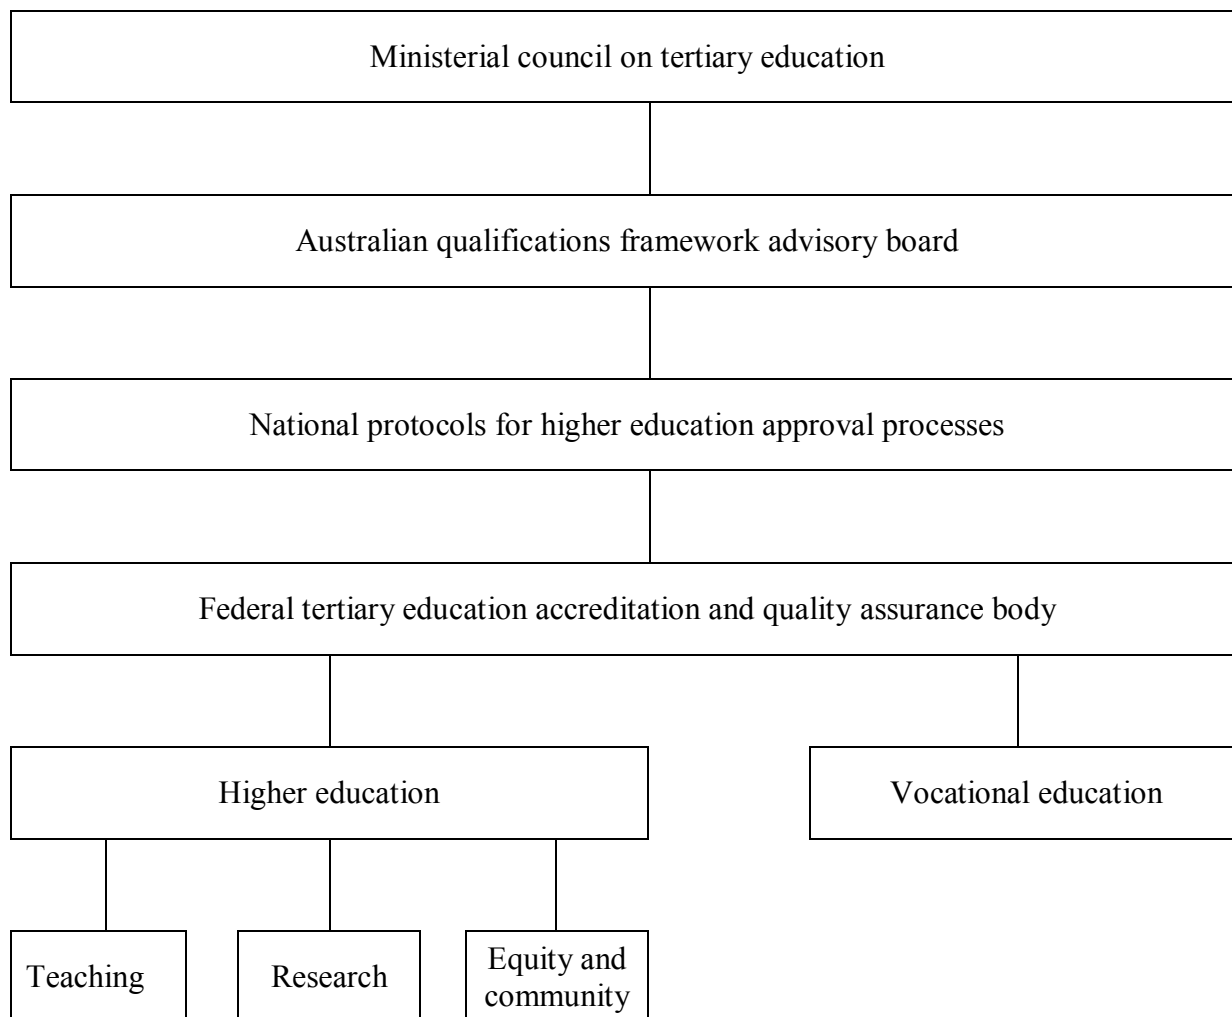 Ministerial council on tertiary education
Australian qualifications framework advisory board
National protocols for higher education approval processes
Federal tertiary education accreditation and quality assurance body
Higher education
Vocational education
Teaching
Research
Equity and
community